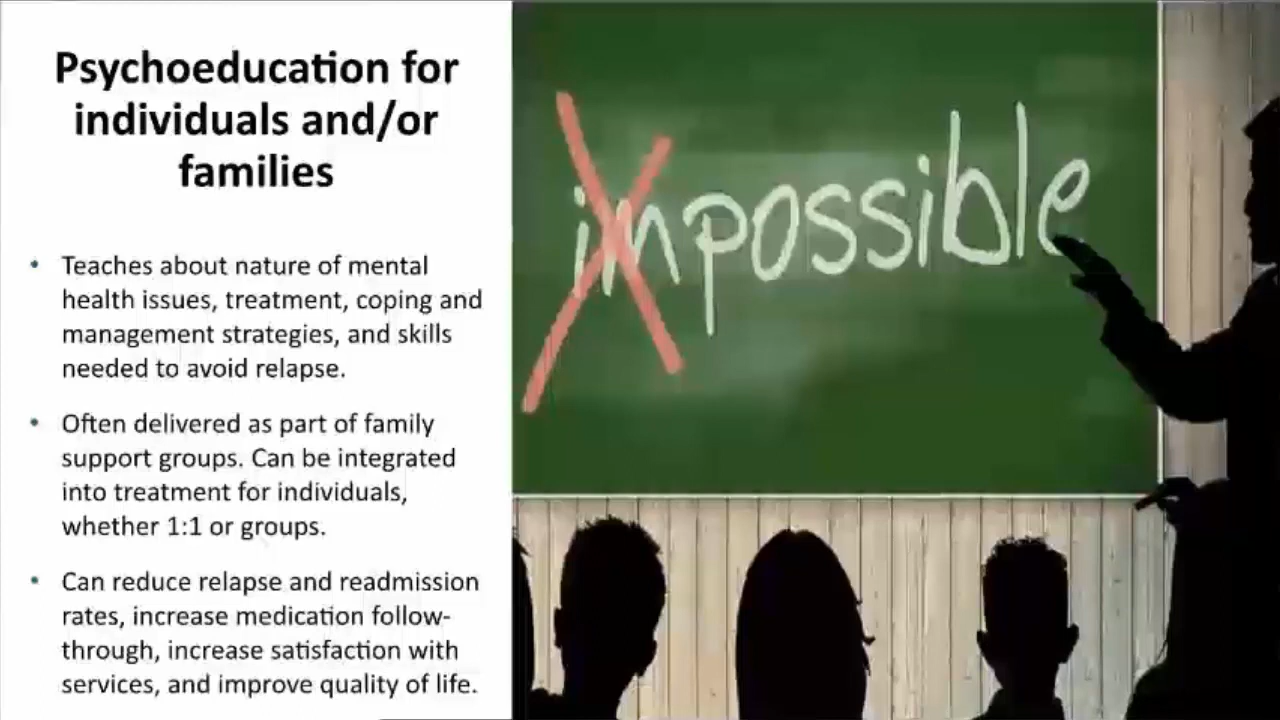 Psychoeducation for
individuals and/or
families
• Teaches about nature of mental
health issues, treatment, coping and
management strategies, and skills
needed to avoid relapse.
• Often delivered as part of family
support groups. Can be integrated
into treatment for individuals,
whether 1:1 or groups.
• Can reduce relapse and readmission
rates, increase medication follow-
through, increase satisfaction with
services, and improve quality of life.
impossible